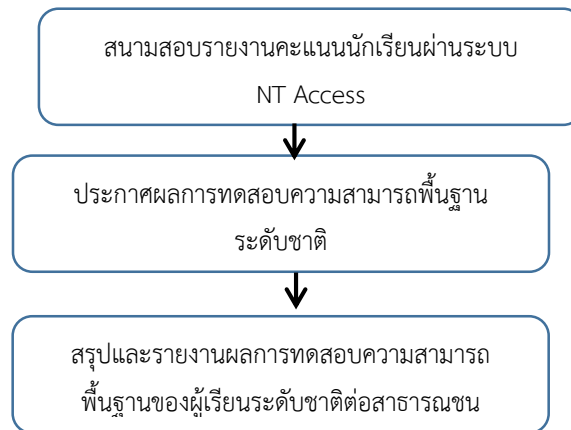 สนามสอบรายงานคะแนนนักเรียนผ่านระบบ
NT Access
ประกาศผลการทดสอบความสามารถพื้นฐาน
ระดับชาติ
สรุปและรายงานผลการทดสอบความสามารถ
พื้นฐานของผู้เรียนระดับชาติต่อสาธารณชน